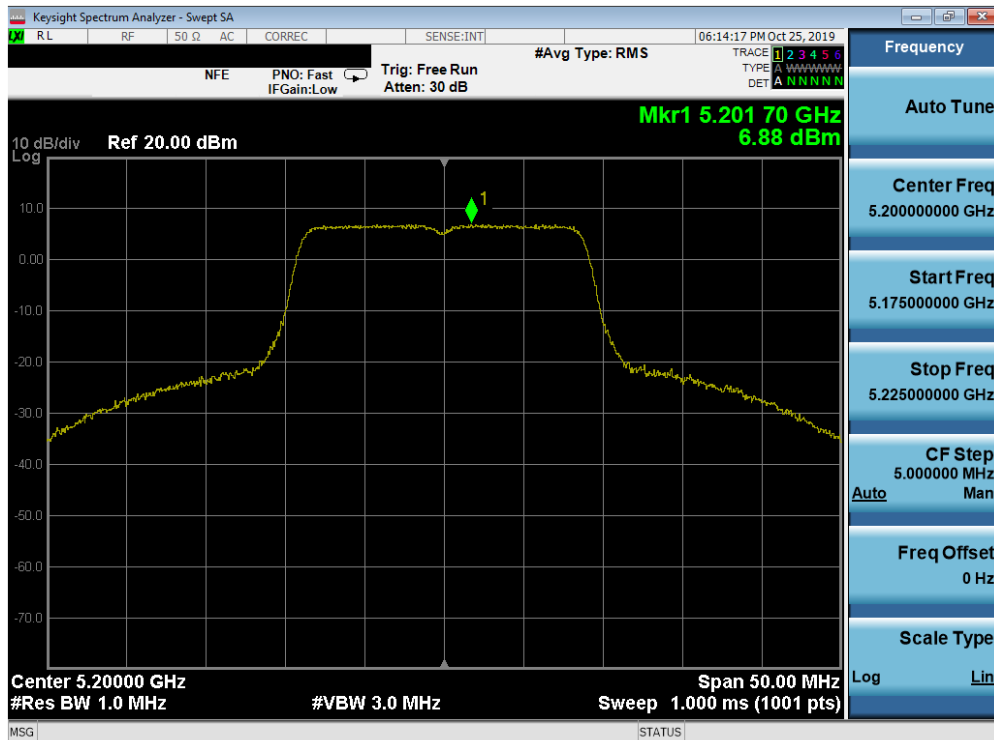 Keysight Spectrum Analyzer - Swept SA
LXI RL RF 50 Ω AC CORREC SENSE:INT 06:14:17 PM Oct 25, 2019
NFE PNO: Fast IFGain:Low
Trig: Free Run
Atten: 30 dB
#Avg Type: RMS
TRACE 1 2 3 4 5 6
TYPE A WWWWW
DET A N N N N N
Mkr1 5.201 70 GHz
6.88 dBm
10 dB/div Ref 20.00 dBm
Log
1
10.0
0.00
-10.0
-20.0
-30.0
-40.0
-50.0
-60.0
-70.0
Center 5.20000 GHz Span 50.00 MHz
#Res BW 1.0 MHz #VBW 3.0 MHz Sweep 1.000 ms (1001 pts)
MSG STATUS
Frequency
Auto Tune
Center Freq
5.200000000 GHz
Start Freq
5.175000000 GHz
Stop Freq
5.225000000 GHz
CF Step
5.000000 MHz
Auto Man
Freq Offset
0 Hz
Scale Type
Log Lin